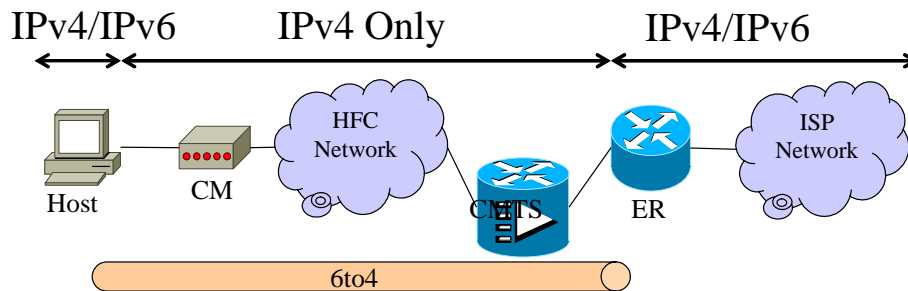 IPv4/IPv6 IPv4 Only IPv4/IPv6
HFC
Network
ISP
Network
Host
CM
CMTS
ER
6to4